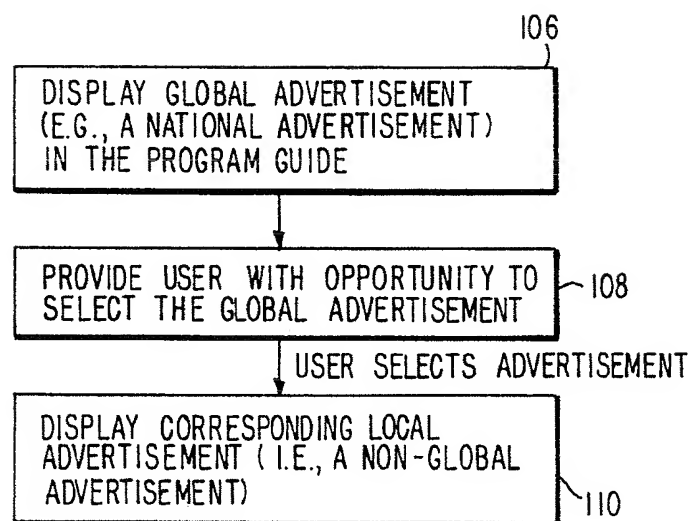 106
DISPLAY GLOBAL ADVERTISEMENT
(E.G., A NATIONAL ADVERTISEMENT)
IN THE PROGRAM GUIDE
PROVIDE USER WITH OPPORTUNITY TO
SELECT THE GLOBAL ADVERTISEMENT
108
USER SELECTS ADVERTISEMENT
DISPLAY CORRESPONDING LOCAL
ADVERTISEMENT ( I.E., A NON-GLOBAL
ADVERTISEMENT)
110